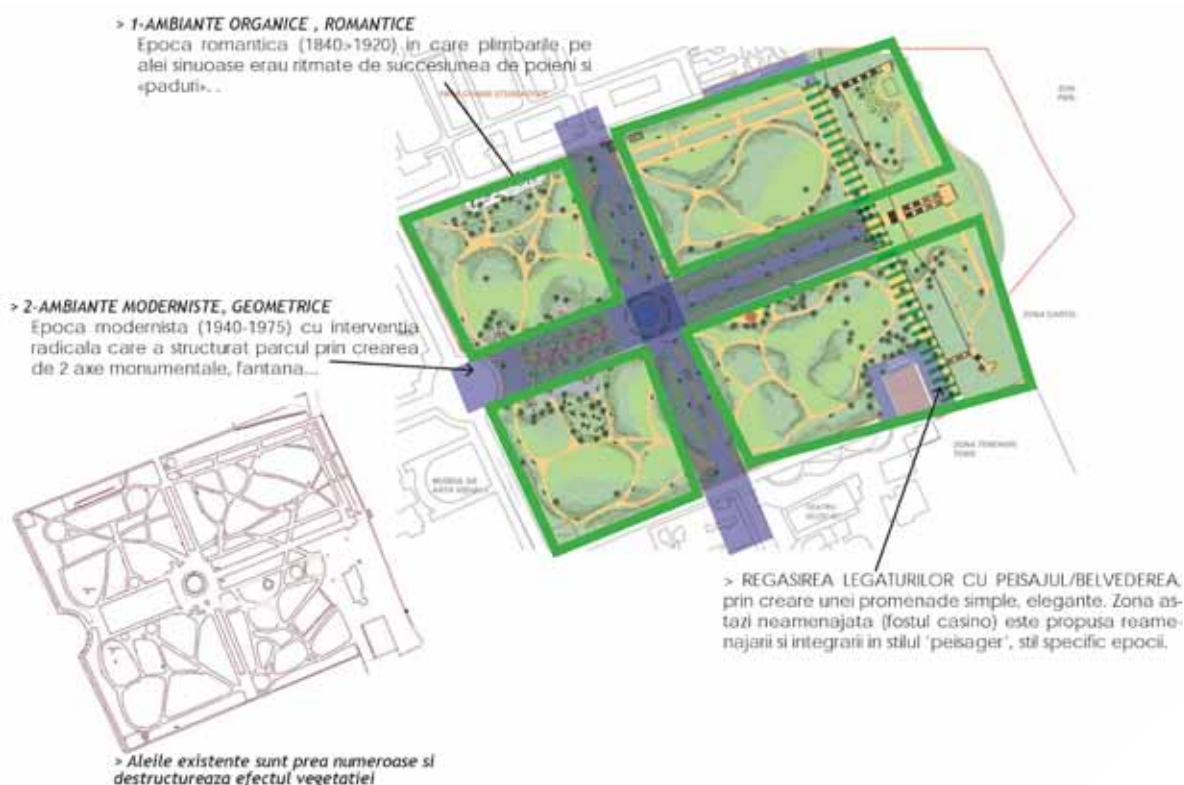 > 1-AMBIANTE ORGANICE , ROMANTICE
Epoca romantica (1840>1920) in care plimbarile pe
alei sinuoase erau ritmate de succesiunea de poieni si
«paduri». .
> 2-AMBIANTE MODERNISTE, GEOMETRICE
Epoca modernista (1940-1975) cu interventia
radicala care a structurat parcul prin crearea
de 2 axe monumentale, fantana...
MUZEUL DE
ZONA
> REGASIREA LEGATURILOR CU PEISAJUL/BELVEDEREA,
prin creare unei promenade simple, elegante. Zona as-
tazi neamenajata (fostul casino) este propusa reame-
najarii si integrarii in stilul 'peisager', stil specific epocii.
> Aleile existente sunt prea numeroase si
destructureaza efectul vegetatiei